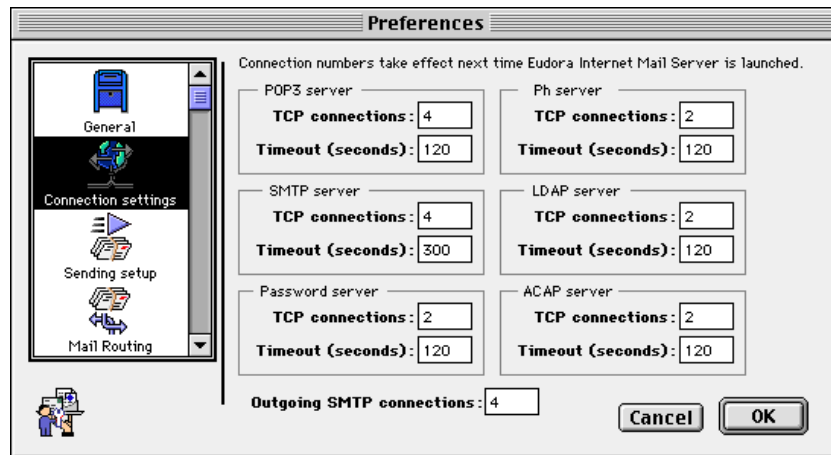 Preferences
General
Connection settings
Sending setup
Mail Routing
Connection numbers take effect next time Eudora Internet Mail Server is launched.
POP3 server
TCP connections: 4
Timeout (seconds): 120
Ph server
TCP connections: 2
Timeout (seconds): 120
SMTP server
TCP connections: 4
Timeout (seconds): 300
LDAP server
TCP connections: 2
Timeout (seconds): 120
Password server
TCP connections: 2
Timeout (seconds): 120
ACAP server
TCP connections: 2
Timeout (seconds): 120
Outgoing SMTP connections: 4
Cancel
OK